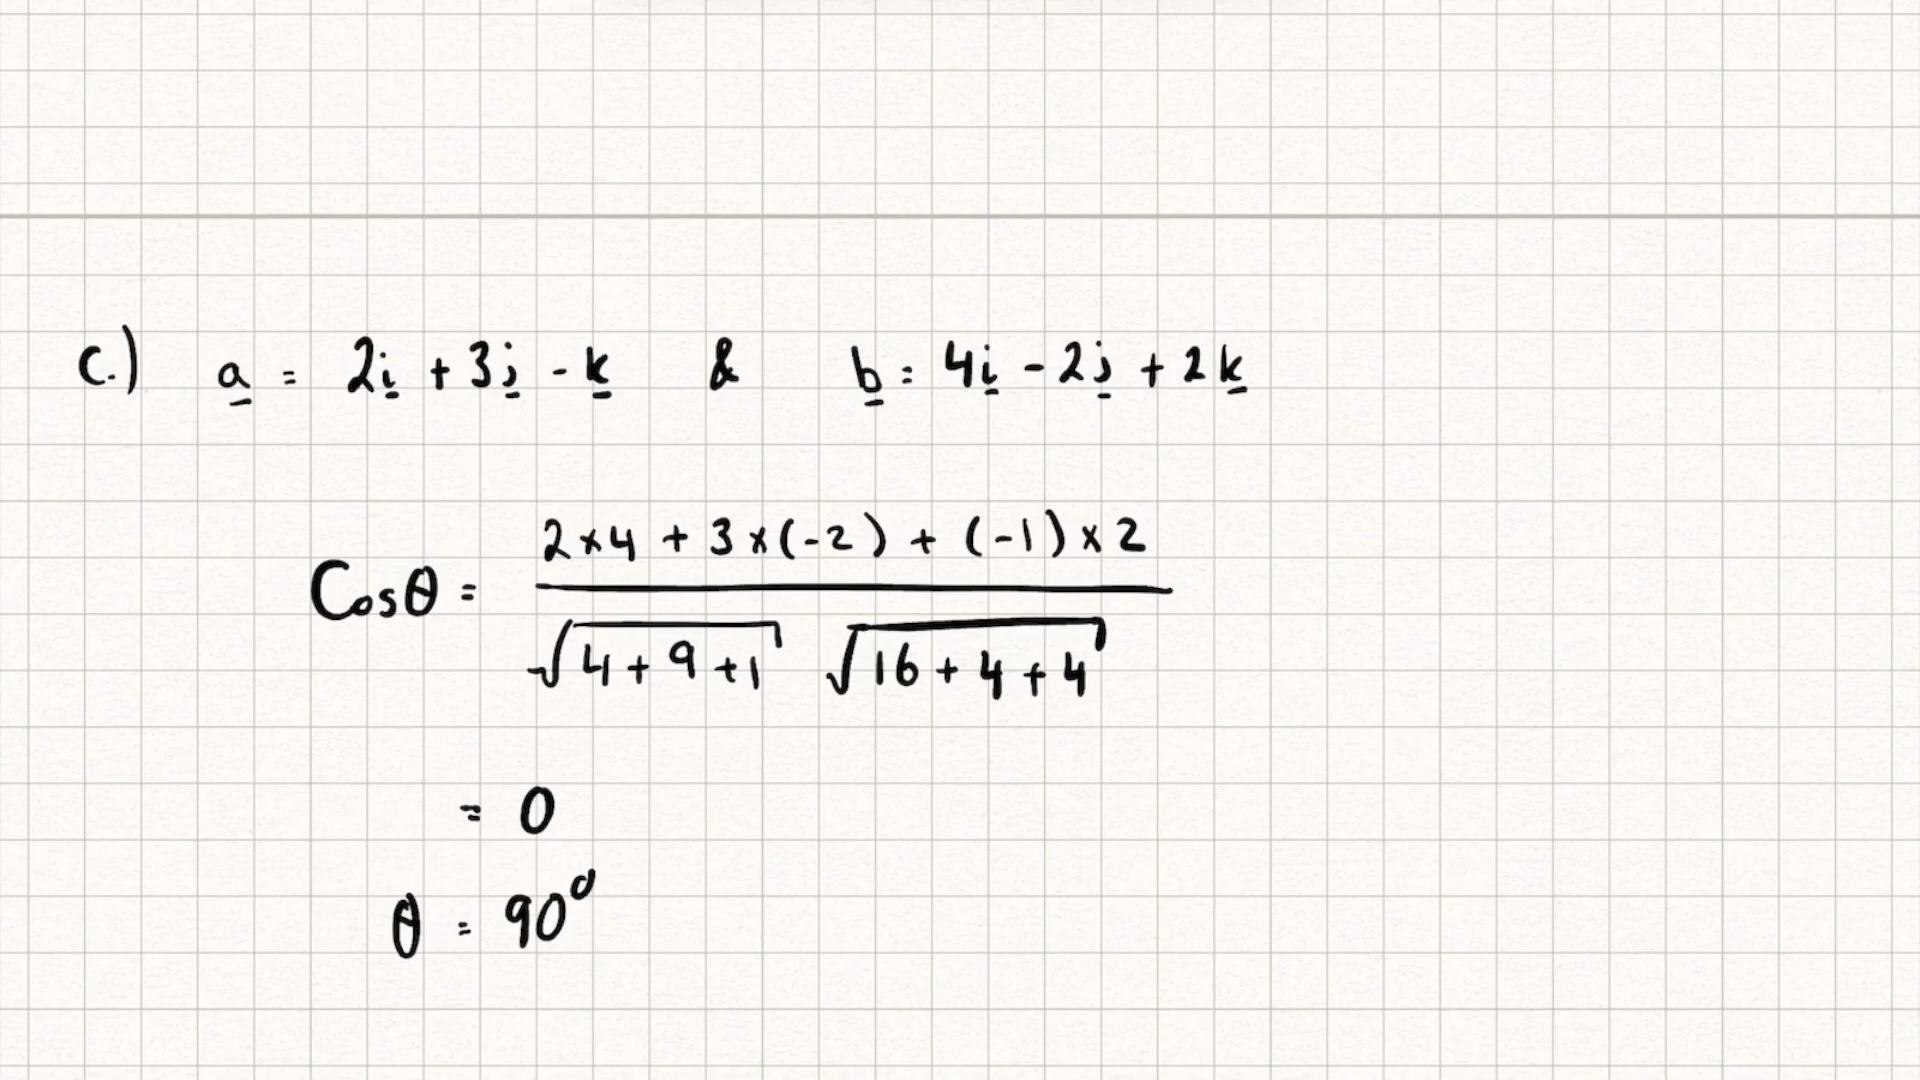 c.) a = 2i + 3j - k & b = 4i - 2j + 2k
Cosθ = (2×4 + 3×(-2) + (-1)×2) / (√(4+9+1) √(16+4+4))
= 0
θ = 90°